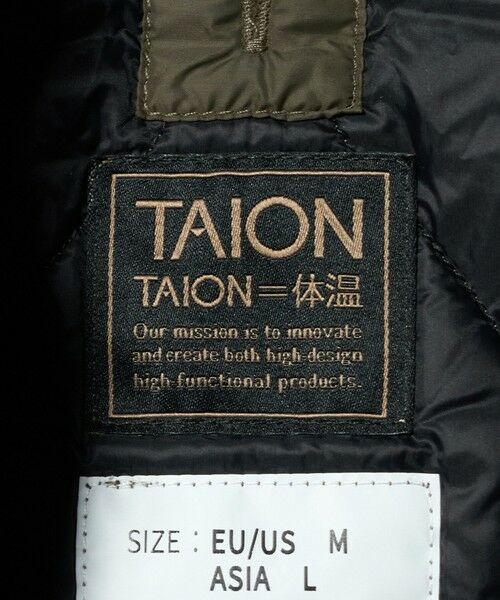 TAION
TAION=体温
Our mission is to innovate
and create both high-design
high-functional products.
SIZE : EU/US M
ASIA L